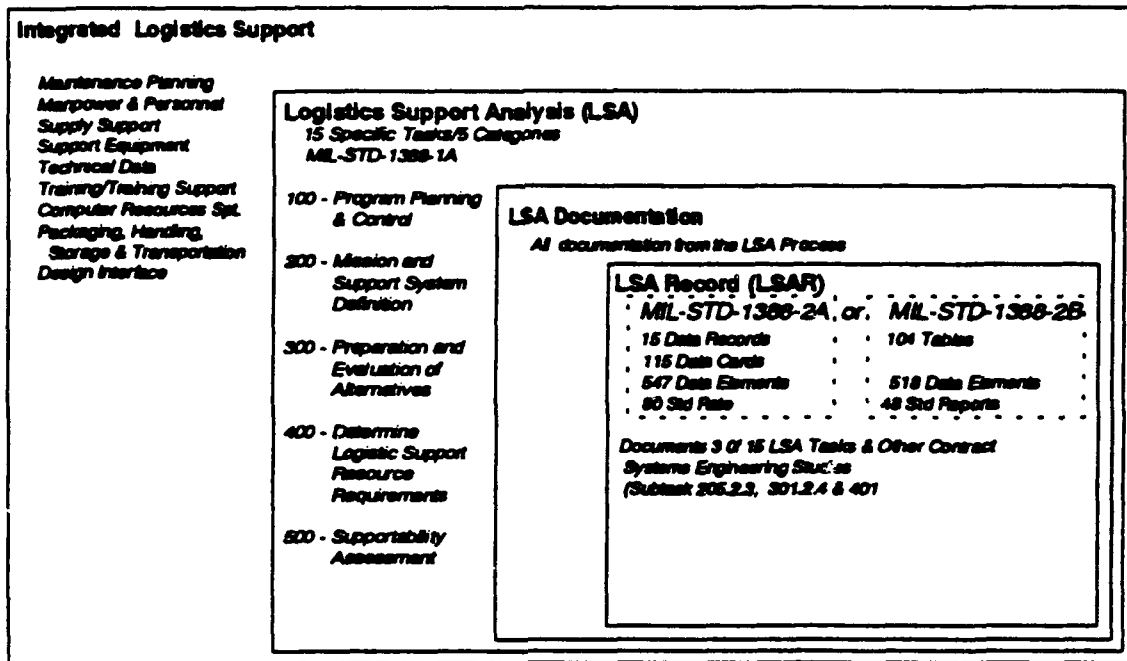 Integrated Logistics Support
Maintenance Planning
Manpower & Personnel
Supply Support
Support Equipment
Technical Data
Training/Training Support
Computer Resources Spt.
Packaging, Handling,
Storage & Transportation
Design Interface
Logistics Support Analysis (LSA)
15 Specific Tasks/5 Categories
MIL-STD-1388-1A
100 - Program Planning
& Control
200 - Mission and
Support System
Definition
300 - Preparation and
Evaluation of
Alternatives
400 - Determine
Logistic Support
Resource
Requirements
500 - Supportability
Assessment
LSA Documentation
All documentation from the LSA Process
LSA Record (LSAR)
MIL-STD-1388-2A or MIL-STD-1388-2B
15 Data Records 104 Tables
115 Data Cards
547 Data Elements 518 Data Elements
80 Std Rate 48 Std Reports
Documents 3 Of 15 LSA Tasks & Other Contract
Systems Engineering Studies
(Subtask 205.2.3, 301.2.4 & 401